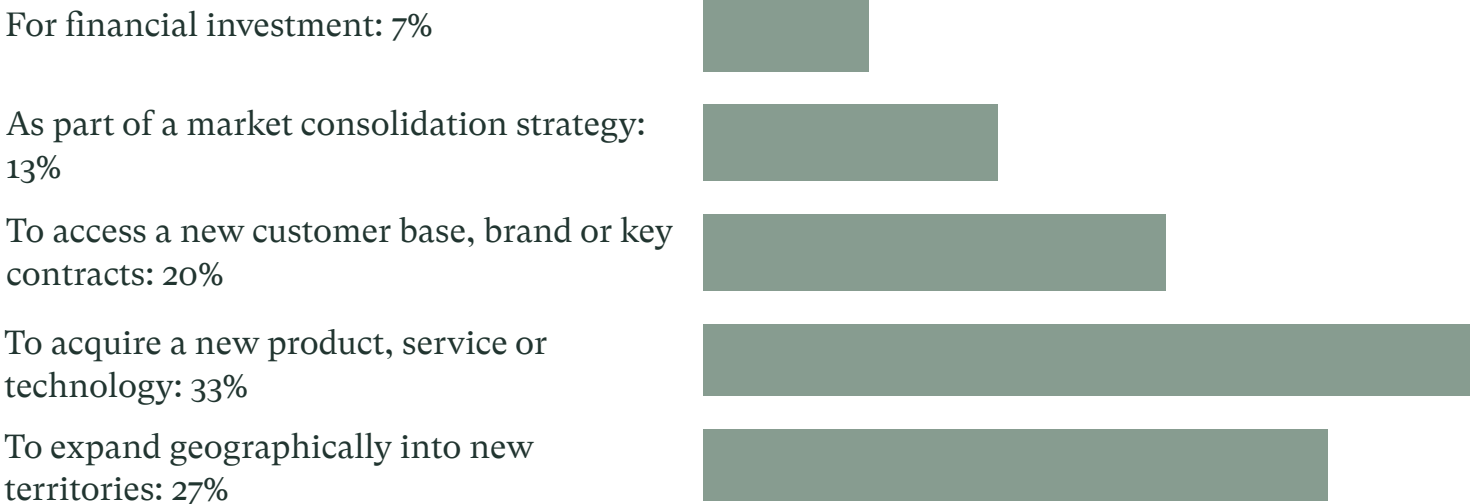 For financial investment: 7%
As part of a market consolidation strategy:
13%
To access a new customer base, brand or key
contracts: 20%
To acquire a new product, service or
technology: 33%
To expand geographically into new
territories: 27%